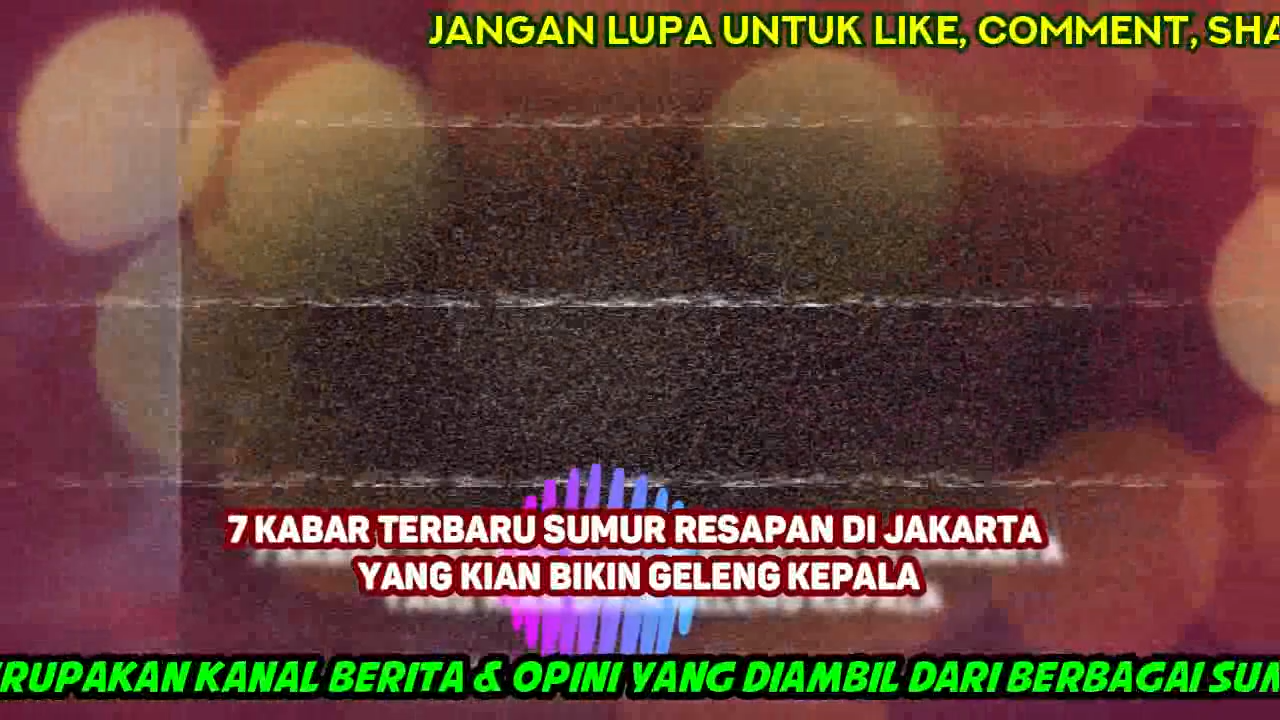 JANGAN LUPA UNTUK LIKE, COMMENT, SHA
7 KABAR TERBARU SUMUR RESAPAN DI JAKARTA
YANG KIAN BIKIN GELENG KEPALA
RUPAKAN KANAL BERITA & OPINI YANG DIAMBIL DARI BERBAGAI SUM